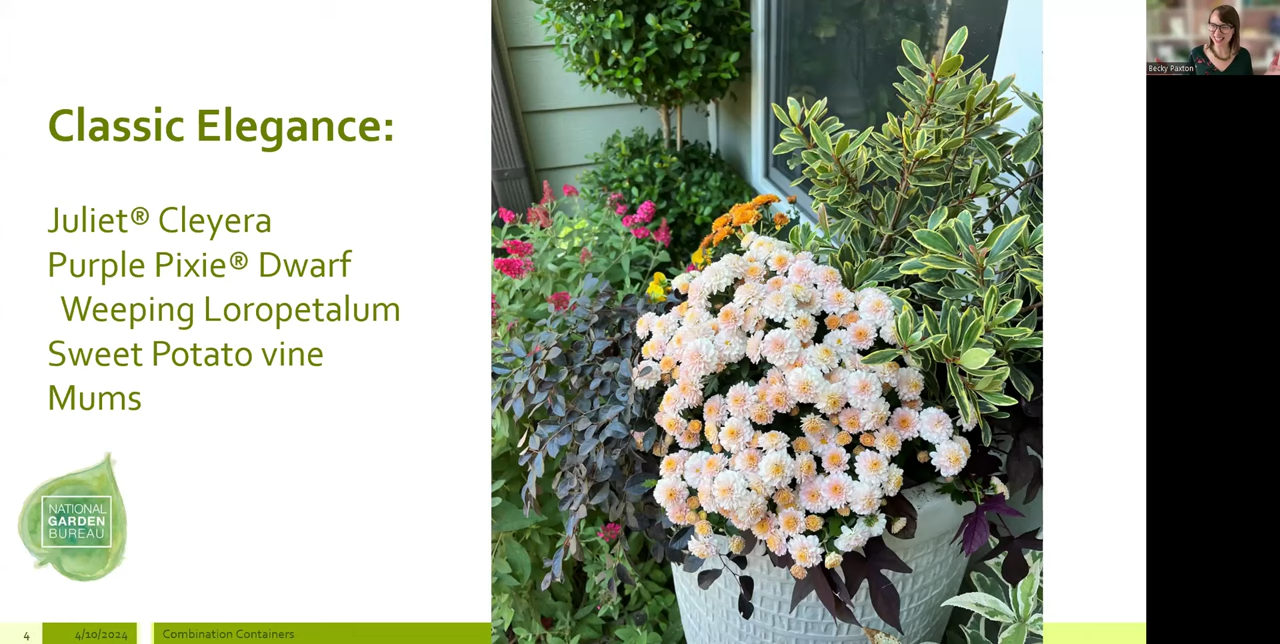 Classic Elegance:
Juliet® Cleyera
Purple Pixie® Dwarf
Weeping Loropetalum
Sweet Potato vine
Mums
NATIONAL
GARDEN
BUREAU
4
4/10/2024
Combination Containers
Becky Paxton